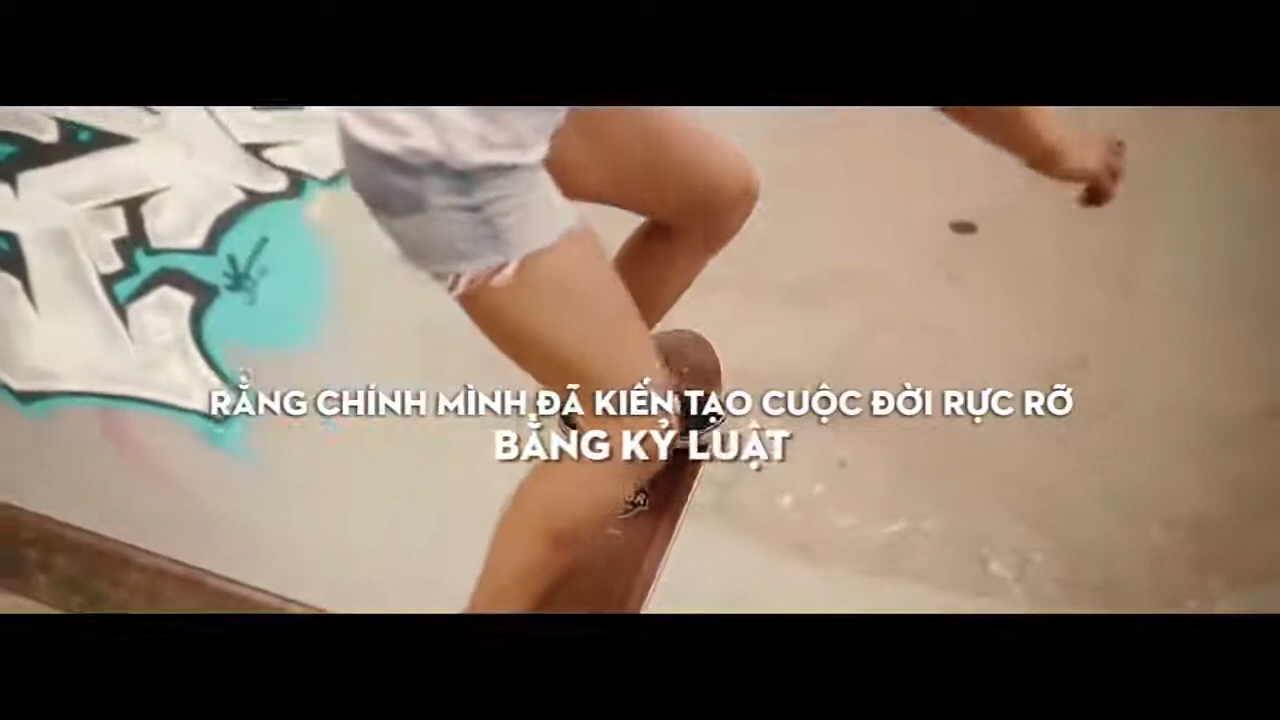 RẰNG CHÍNH MÌNH ĐÃ KIẾN TẠO CUỘC ĐỜI RỰC RỠ
BẰNG KỶ LUẬT